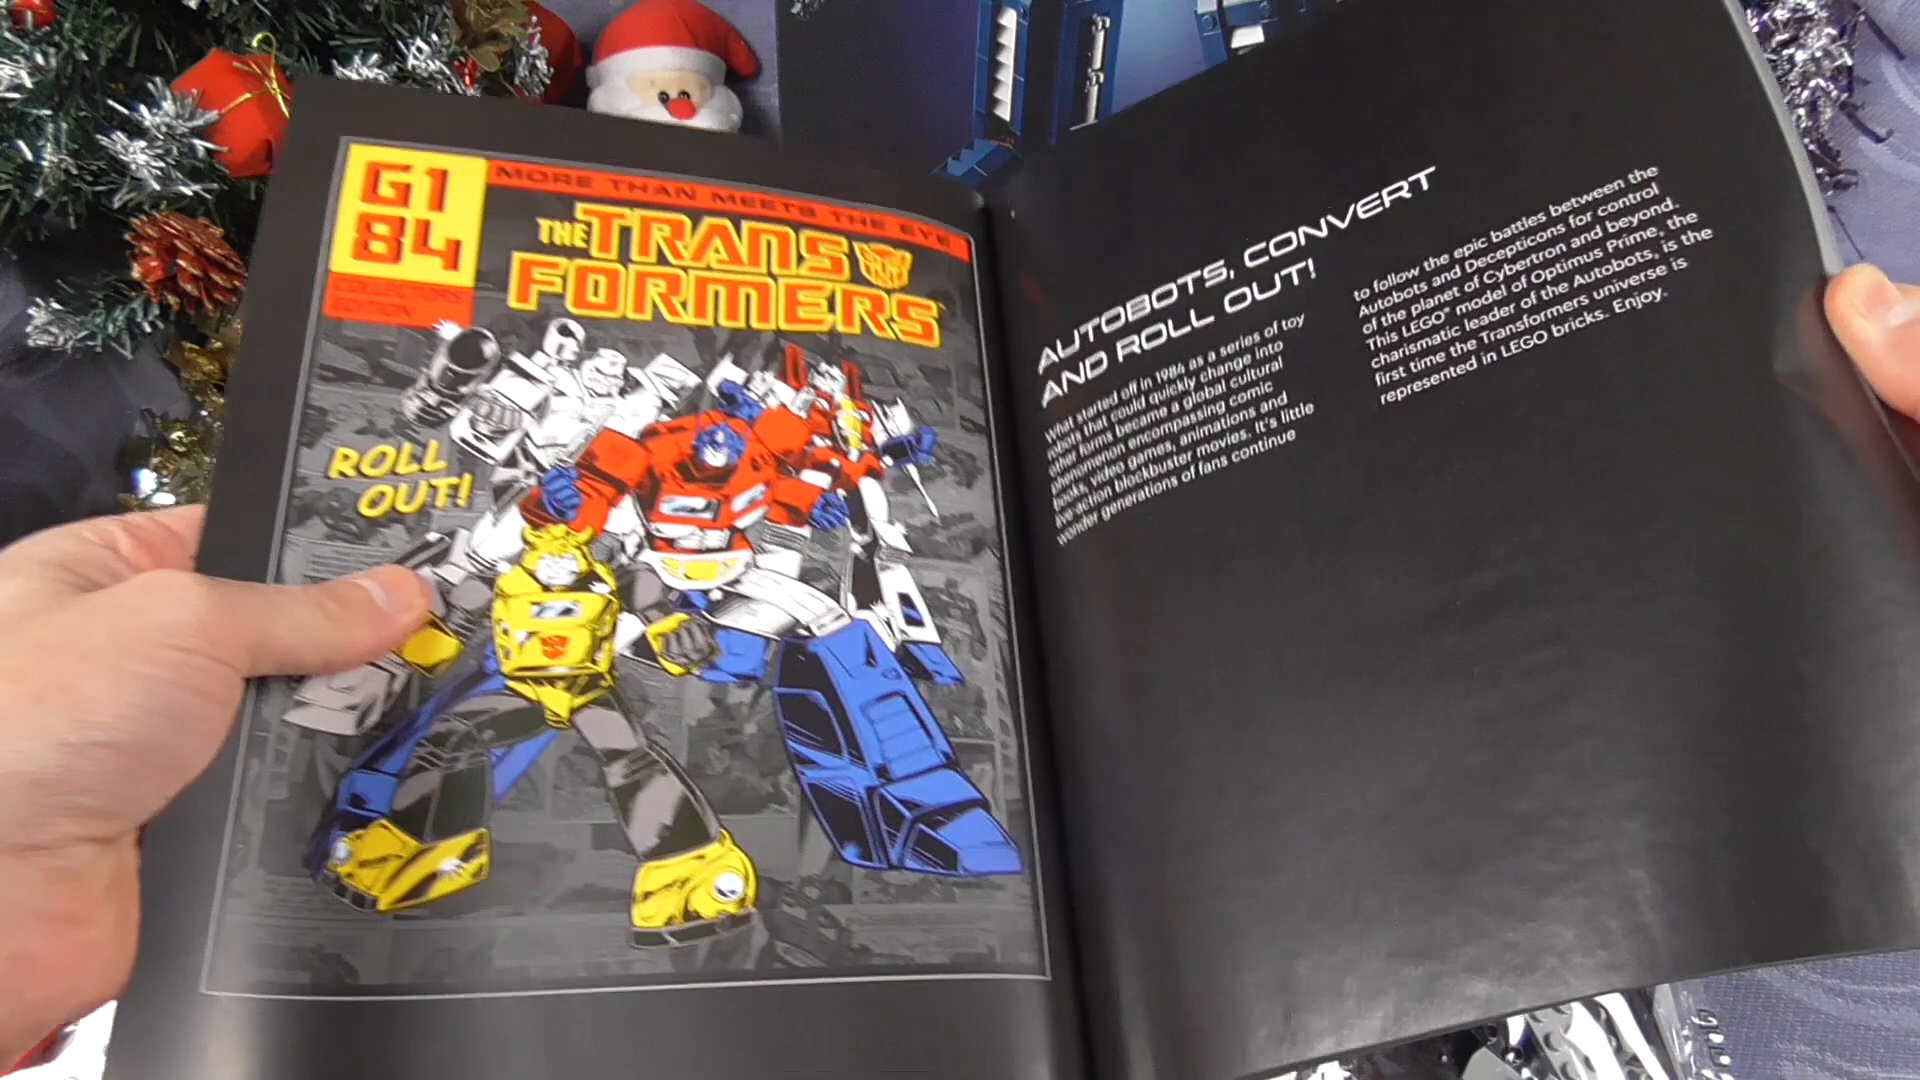 G1
84
COLLECTORS
EDITION
MORE THAN MEETS THE EYE
THE TRANS
FORMERS
ROLL
OUT!
AUTOBOTS, CONVERT
AND ROLL OUT!
What started off in 1984 as a series of toy
robots that could quickly change into
other forms became a global cultural
phenomenon encompassing comic
books, video games, animations and
live-action blockbuster movies. It's little
wonder generations of fans continue
to follow the epic battles between the
Autobots and Decepticons for control
of the planet of Cybertron and beyond.
This LEGO® model of Optimus Prime, the
charismatic leader of the Autobots, is the
first time the Transformers universe is
represented in LEGO bricks. Enjoy.